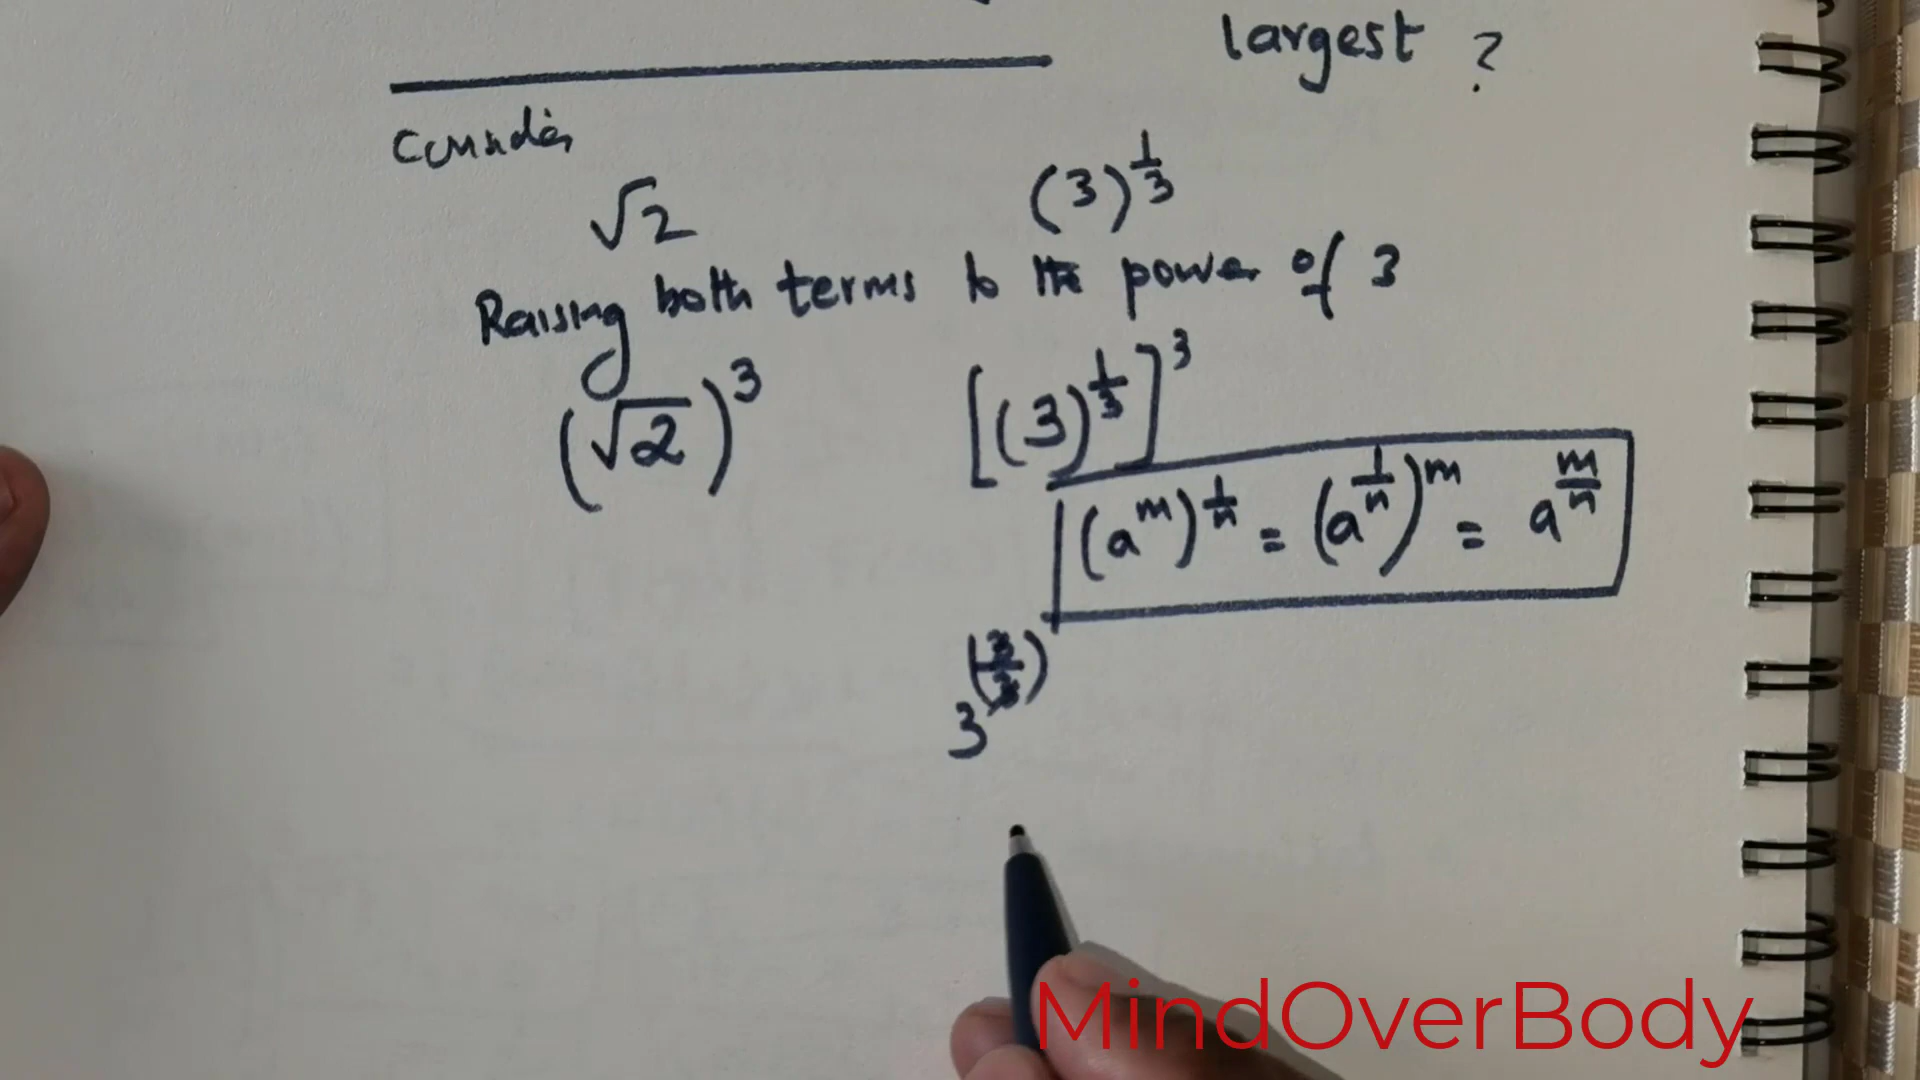 largest ?
Consider
√2 (3)^(1/3)
Raising both terms to the power of 3
(√2)^3 [(3)^(1/3)]^3
(a^m)^(1/n) = (a^(1/n))^m = a^(m/n)
3^(3/3)
MindOverBody